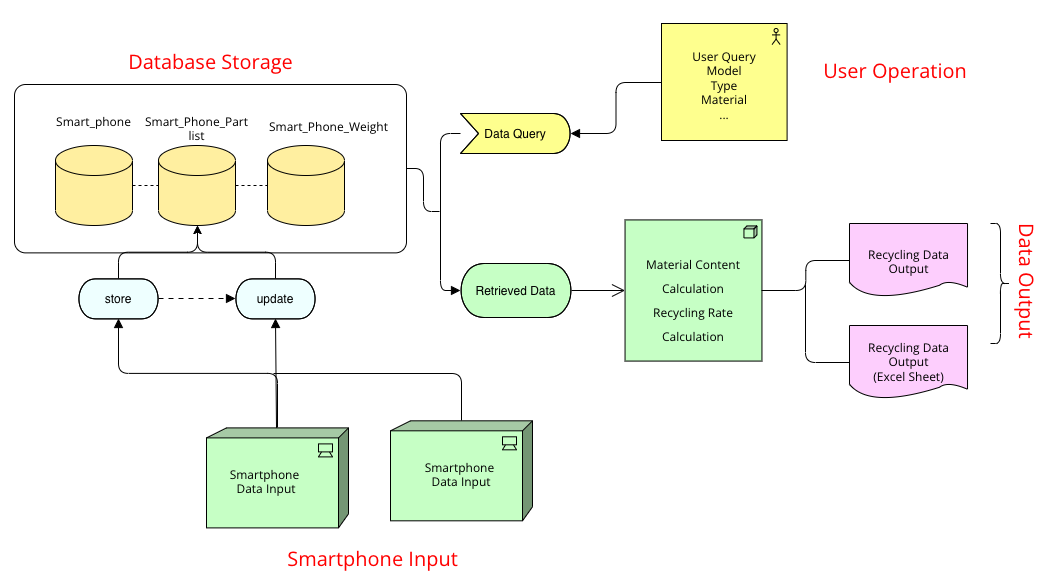 Database Storage
User Operation
User Query
Model
Type
Material
...
Smart_phone
Smart_Phone_Part
list
Smart_Phone_Weight
Data Query
store
update
Retrieved Data
Material Content
Calculation
Recycling Rate
Calculation
Recycling Data
Output
Recycling Data
Output
(Excel Sheet)
Data Output
Smartphone
Data Input
Smartphone
Data Input
Smartphone Input